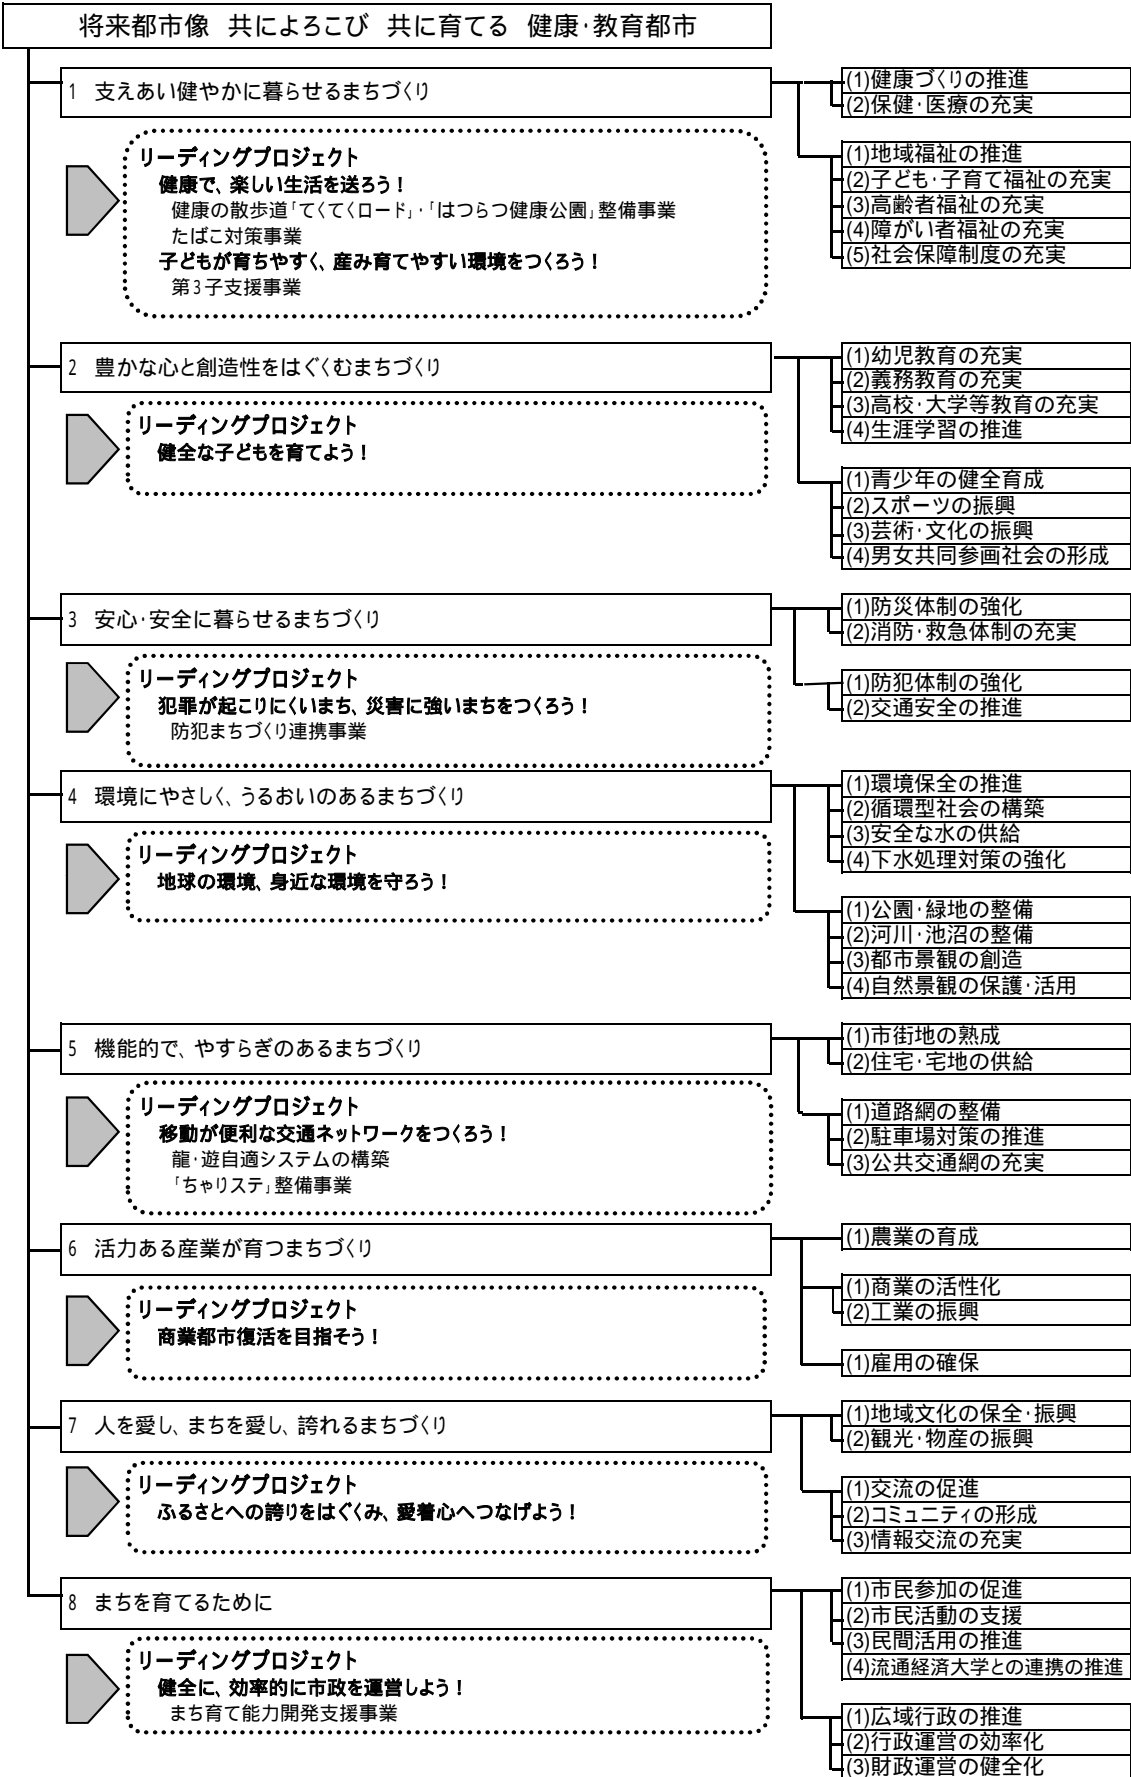 将来都市像 共によろこび 共に育てる 健康･教育都市
1 支えあい健やかに暮らせるまちづくり
リーディングプロジェクト
健康で、楽しい生活を送ろう！
健康の散歩道｢てくてくロード｣･｢はつらつ健康公園｣整備事業
たばこ対策事業
子どもが育ちやすく、産み育てやすい環境をつくろう！
第3子支援事業
(1)健康づくりの推進
(2)保健･医療の充実
(1)地域福祉の推進
(2)子ども･子育て福祉の充実
(3)高齢者福祉の充実
(4)障がい者福祉の充実
(5)社会保障制度の充実
2 豊かな心と創造性をはぐくむまちづくり
リーディングプロジェクト
健全な子どもを育てよう！
(1)幼児教育の充実
(2)義務教育の充実
(3)高校･大学等教育の充実
(4)生涯学習の推進
(1)青少年の健全育成
(2)スポーツの振興
(3)芸術･文化の振興
(4)男女共同参画社会の形成
3 安心･安全に暮らせるまちづくり
リーディングプロジェクト
犯罪が起こりにくいまち、災害に強いまちをつくろう！
防犯まちづくり連携事業
(1)防災体制の強化
(2)消防･救急体制の充実
(1)防犯体制の強化
(2)交通安全の推進
4 環境にやさしく、うるおいのあるまちづくり
リーディングプロジェクト
地球の環境、身近な環境を守ろう！
(1)環境保全の推進
(2)循環型社会の構築
(3)安全な水の供給
(4)下水処理対策の強化
(1)公園･緑地の整備
(2)河川･池沼の整備
(3)都市景観の創造
(4)自然景観の保護･活用
5 機能的で、やすらぎのあるまちづくり
リーディングプロジェクト
移動が便利な交通ネットワークをつくろう！
龍･遊自適システムの構築
｢ちゃりステ｣整備事業
(1)市街地の熟成
(2)住宅･宅地の供給
(1)道路網の整備
(2)駐車場対策の推進
(3)公共交通網の充実
6 活力ある産業が育つまちづくり
リーディングプロジェクト
商業都市復活を目指そう！
(1)農業の育成
(1)商業の活性化
(2)工業の振興
(1)雇用の確保
7 人を愛し、まちを愛し、誇れるまちづくり
リーディングプロジェクト
ふるさとへの誇りをはぐくみ、愛着心へつなげよう！
(1)地域文化の保全･振興
(2)観光･物産の振興
(1)交流の促進
(2)コミュニティの形成
(3)情報交流の充実
8 まちを育てるために
リーディングプロジェクト
健全に、効率的に市政を運営しよう！
まち育て能力開発支援事業
(1)市民参加の促進
(2)市民活動の支援
(3)民間活用の推進
(4)流通経済大学との連携の推進
(1)広域行政の推進
(2)行政運営の効率化
(3)財政運営の健全化